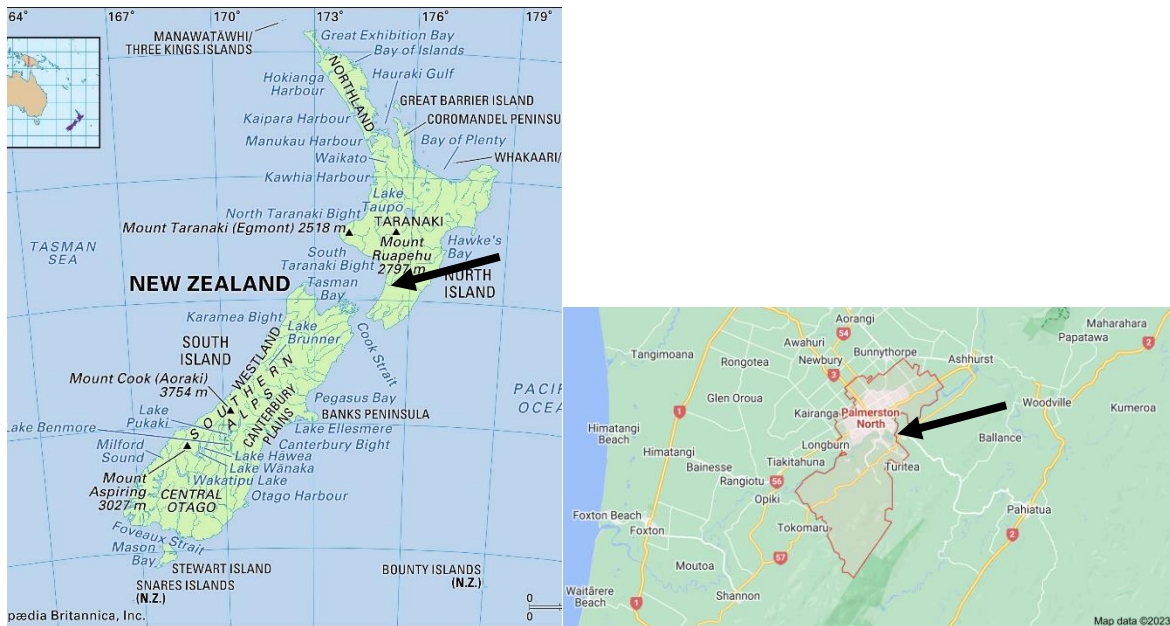 64°
167°
170°
173°
176°
179°
MANAWATĀWHI/
THREE KINGS ISLANDS
Great Exhibition Bay
Bay of Islands
NORTHLAND
Hokianga
Harbour
Hauraki Gulf
GREAT BARRIER ISLAND
COROMANDEL PENINSU
Kaipara Harbour
Manukau Harbour
Bay of Plenty
Waikato
WHAKAARI/
Kawhia Harbour
Lake
Taupo
North Taranaki Bight
TARANAKI
Mount Taranaki (Egmont) 2518 m
Mount
Ruapehu
2797 m
Hawke's
Bay
TASMAN
SEA
South
Taranaki Bight
NORTH
ISLAND
NEW ZEALAND
Tasman
Bay
Karamea Bight
Lake
Brunner
Cook Strait
SOUTH
ISLAND
WESTLAND
SOUTHERN
ALPS
Mount Cook (Aoraki)
3754 m
CANTERBURY
PLAINS
Pegasus Bay
BANKS PENINSULA
PACIF
OCEA
Lake
Pukaki
Lake Ellesmere
Lake Benmore
Canterbury Bight
Milford
Sound
Lake Hāwea
Lake Wānaka
Wakatipu Lake
Mount
Aspiring
3027 m
CENTRAL
OTAGO
Otago Harbour
Foveaux Strait
Mason
Bay
STEWART ISLAND
SNARES ISLANDS
(N.Z.)
BOUNTY ISLANDS
(N.Z.)
0
0
pædia Britannica, Inc.
Aorangi
Maharahara
Papatawa
54
2
Awahuri
Tangimoana
Rongotea
Newbury
Bunnythorpe
Ashhurst
3
Glen Oroua
Kairanga
Palmerston
North
Woodville
Kumeroa
1
Himatangi
Beach
Longburn
Ballance
Himatangi
Bainesse
Tiakitahuna
Turitea
Rangiotu
56
Opiki
Pahiatua
Foxton Beach
Foxton
Tokomaru
2
57
Moutoa
Shannon
Waitārere
Beach
1
Map data ©2023